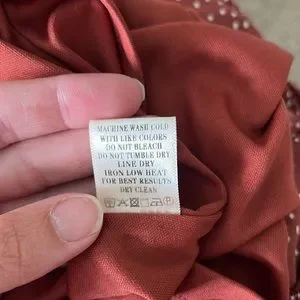 MACHINE WASH COLD
WITH LIKE COLORS
DO NOT BLEACH
DO NOT TUMBLE DRY
LINE DRY
IRON LOW HEAT
FOR BEST RESULTS
DRY CLEAN